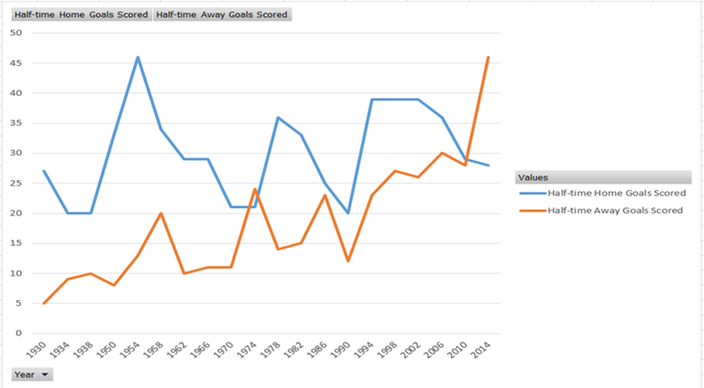 Half-time Home Goals Scored Half-time Away Goals Scored
50
45
40
35
30
25
20
15
10
5
0
1930 1934 1938 1950 1954 1958 1962 1966 1970 1974 1978 1982 1986 1990 1994 1998 2002 2006 2010 2014
Values
Half-time Home Goals Scored
Half-time Away Goals Scored
Year